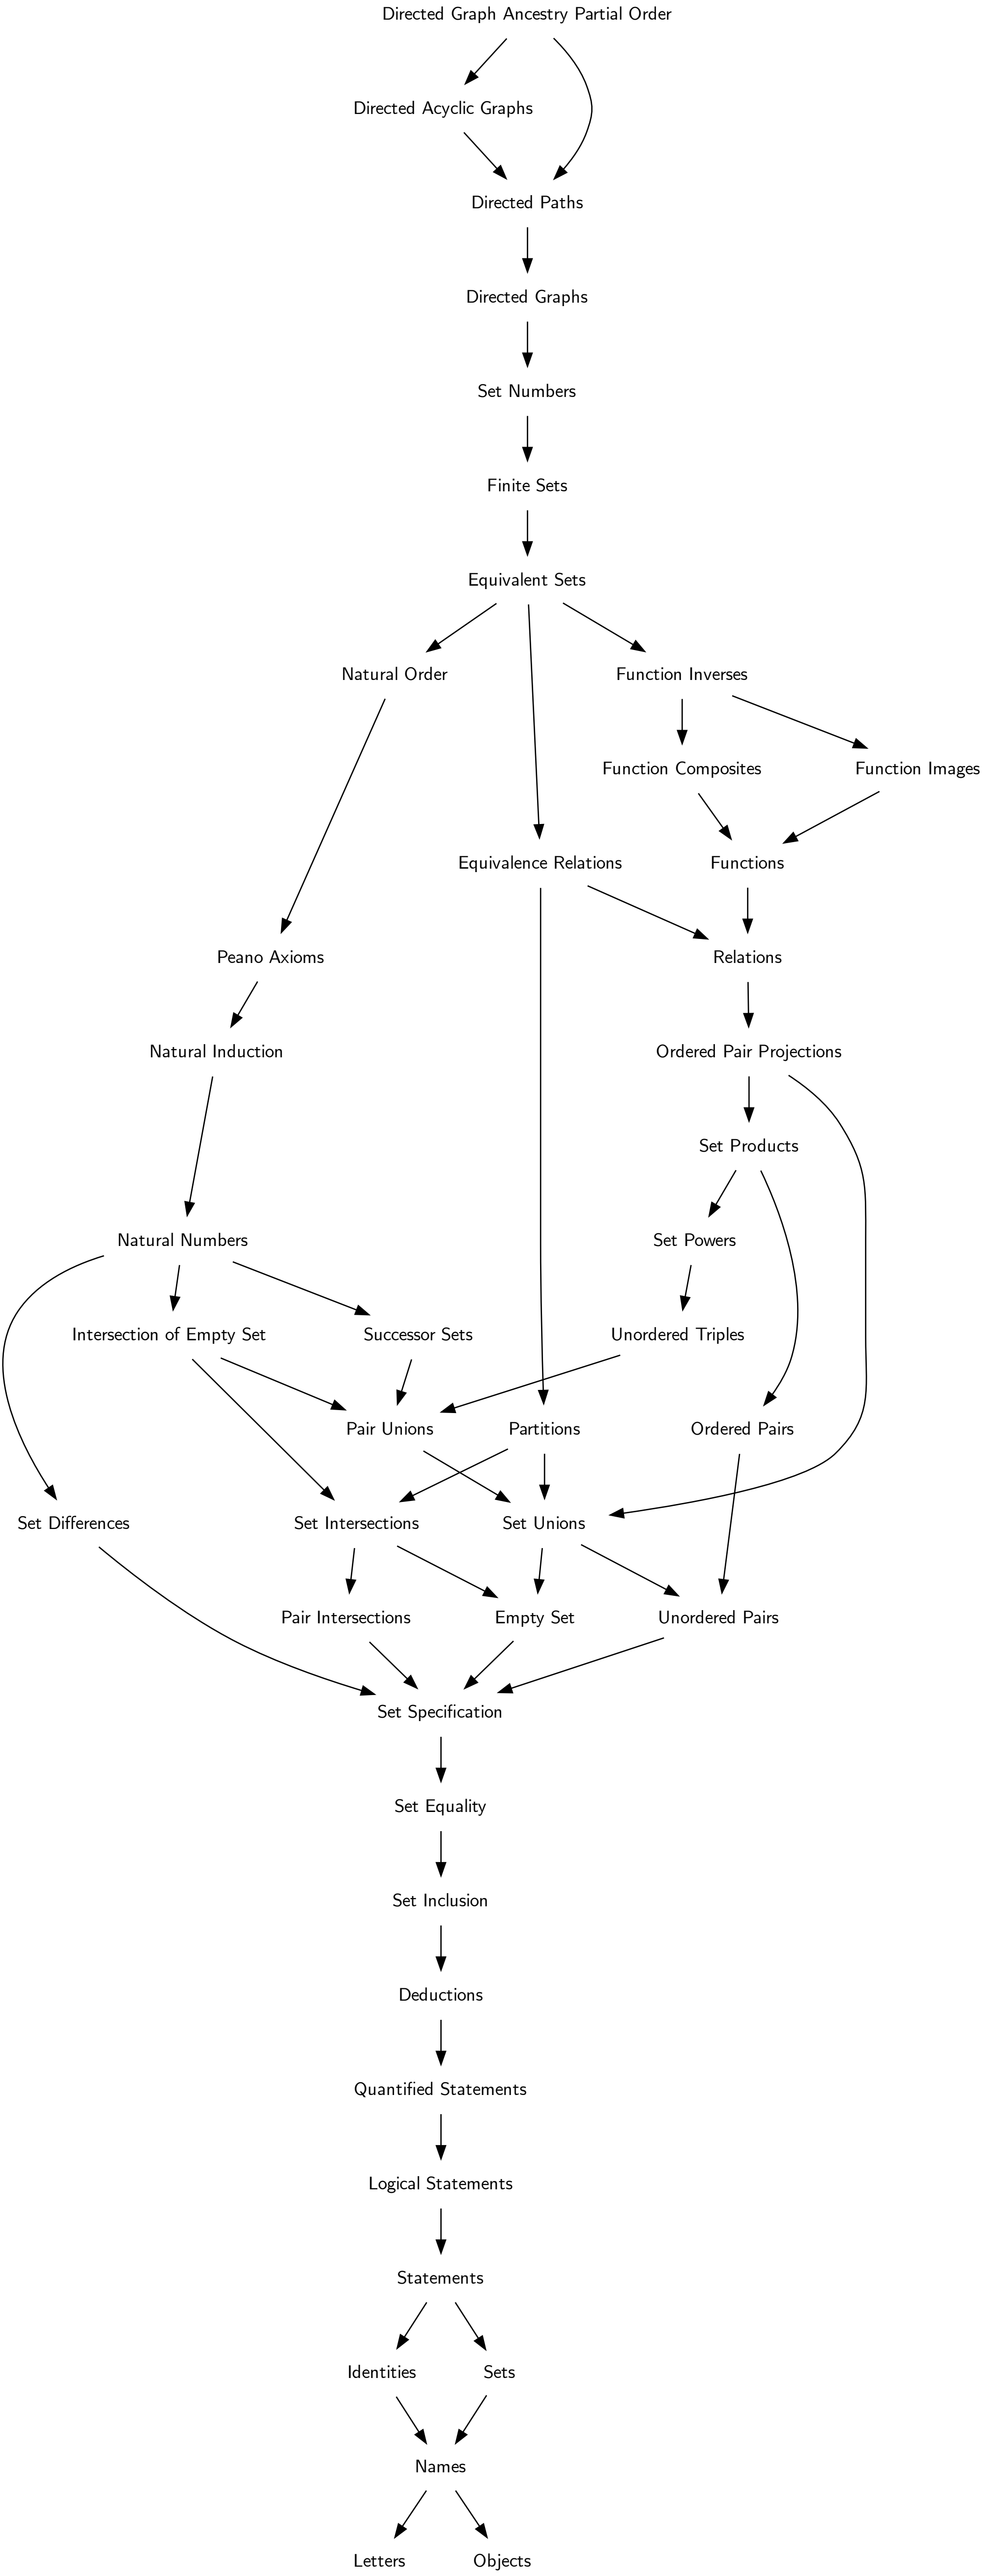 Directed Graph Ancestry Partial Order
Directed Acyclic Graphs
Directed Paths
Directed Graphs
Set Numbers
Finite Sets
Equivalent Sets
Natural Order
Function Inverses
Function Composites
Function Images
Equivalence Relations
Functions
Peano Axioms
Relations
Natural Induction
Ordered Pair Projections
Set Products
Natural Numbers
Set Powers
Intersection of Empty Set
Successor Sets
Unordered Triples
Pair Unions
Partitions
Ordered Pairs
Set Differences
Set Intersections
Set Unions
Pair Intersections
Empty Set
Unordered Pairs
Set Specification
Set Equality
Set Inclusion
Deductions
Quantified Statements
Logical Statements
Statements
Identities
Sets
Names
Letters
Objects